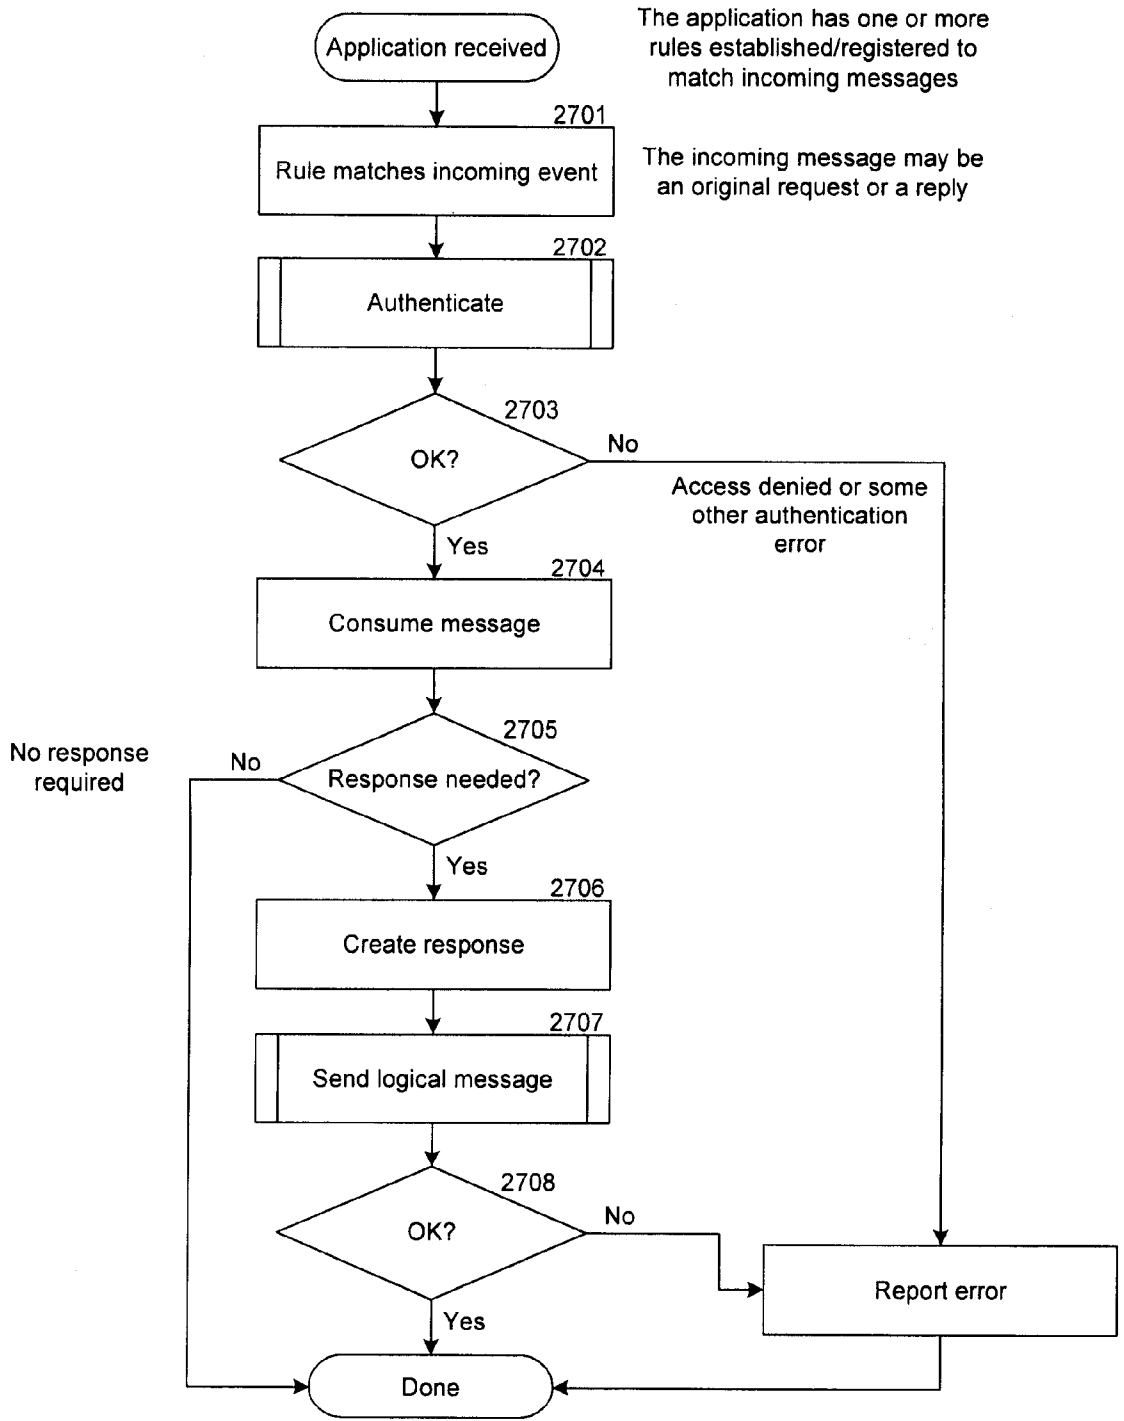 Application received
The application has one or more
rules established/registered to
match incoming messages
2701
Rule matches incoming event
The incoming message may be
an original request or a reply
2702
Authenticate
2703
OK?
No
Access denied or some
other authentication
error
Yes
2704
Consume message
2705
Response needed?
No
No response
required
Yes
2706
Create response
2707
Send logical message
2708
OK?
No
Report error
Yes
Done